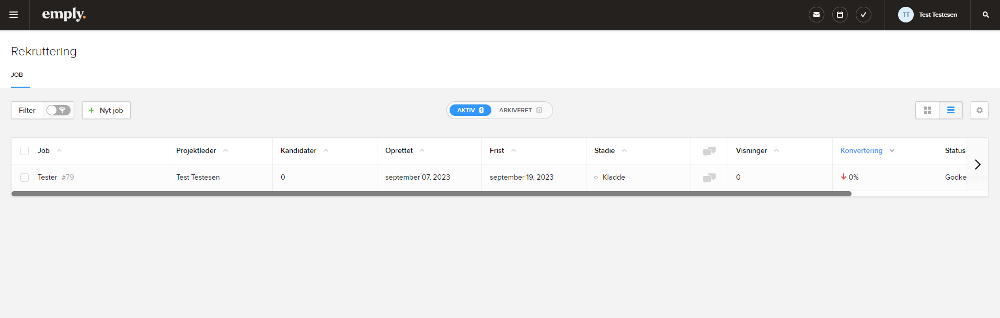 emply.
TT Test Testesen
Rekruttering
JOB
Filter Nyt job AKTIV 1 ARKIVERET 0
Job Projektleder Kandidater Oprettet Frist Stadie Visninger Konvertering Status
Tester #79 Test Testesen 0 september 07, 2023 september 19, 2023 Kladde 0 0% Godkendelse